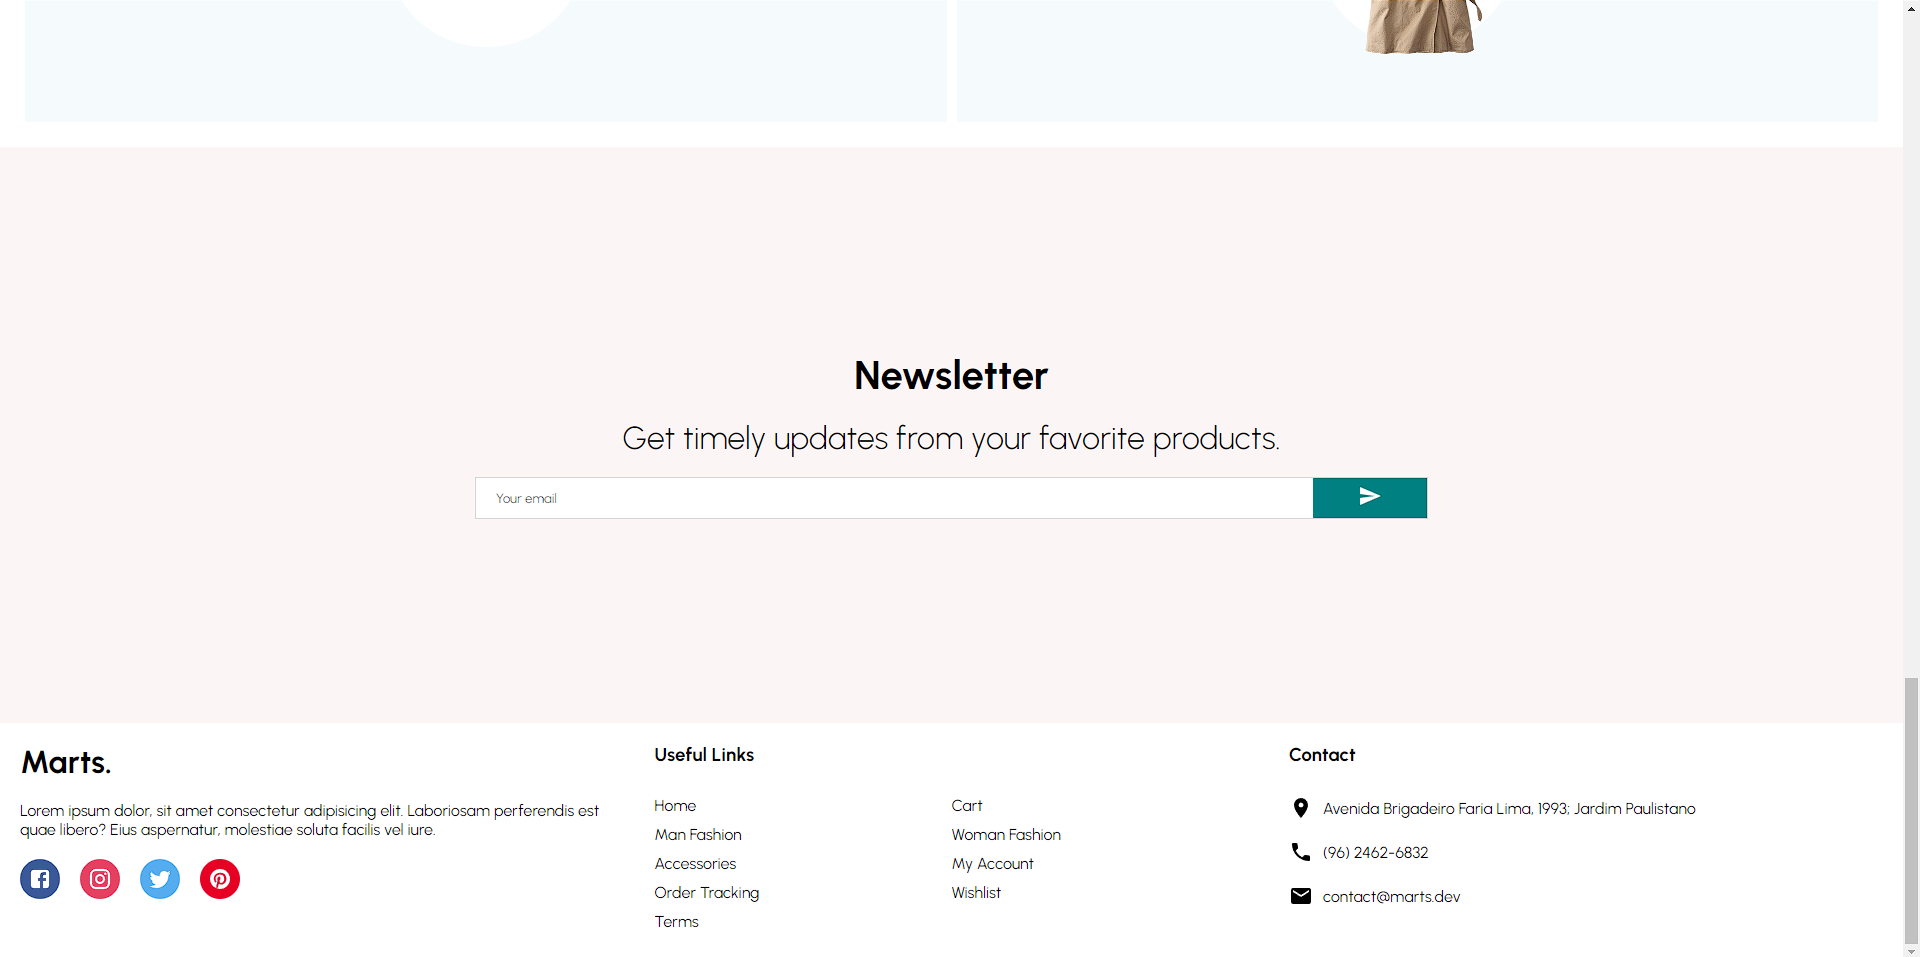 Newsletter
Get timely updates from your favorite products.
Your email
Marts.
Lorem ipsum dolor, sit amet consectetur adipisicing elit. Laboriosam perferendis est
quae libero? Eius aspernatur, molestiae soluta facilis vel iure.
Useful Links
Home
Cart
Man Fashion
Woman Fashion
Accessories
My Account
Order Tracking
Wishlist
Terms
Contact
Avenida Brigadeiro Faria Lima, 1993; Jardim Paulistano
(96) 2462-6832
contact@marts.dev